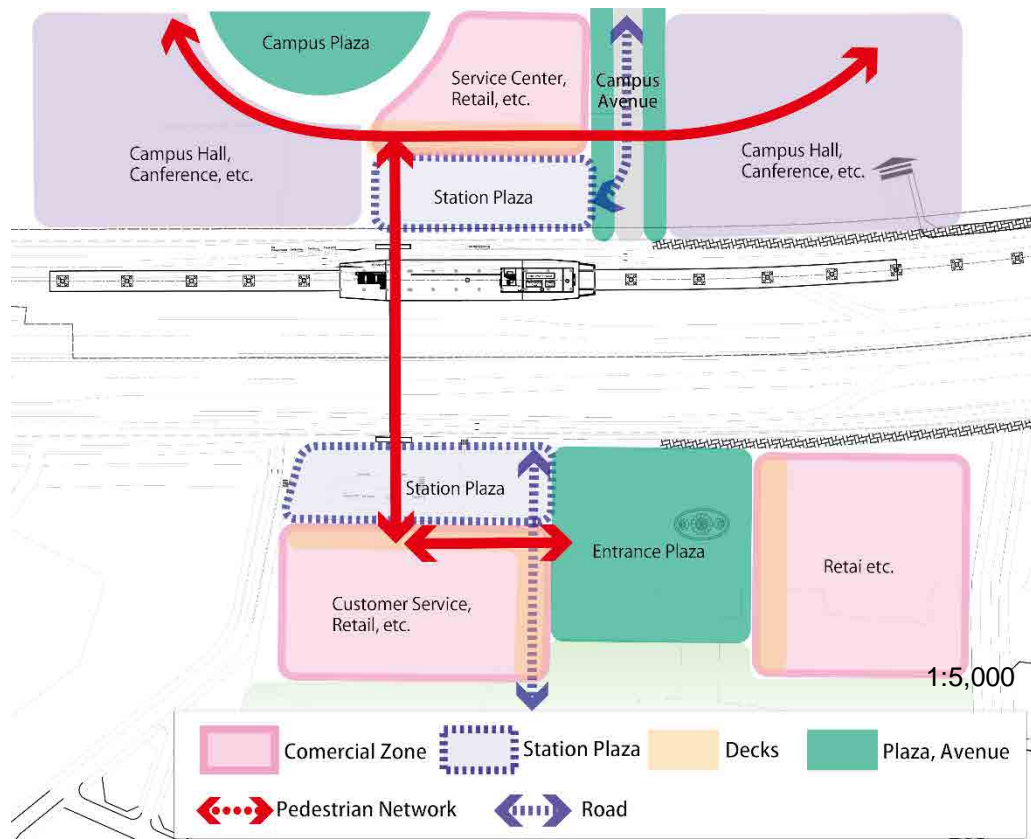 Campus Plaza
Service Center,
Retail, etc.
Campus
Avenue
Campus Hall,
Canference, etc.
Campus Hall,
Canference, etc.
Station Plaza
Station Plaza
Entrance Plaza
Retai etc.
Customer Service,
Retail, etc.
1:5,000
Comercial Zone
Station Plaza
Decks
Plaza, Avenue
Pedestrian Network
Road